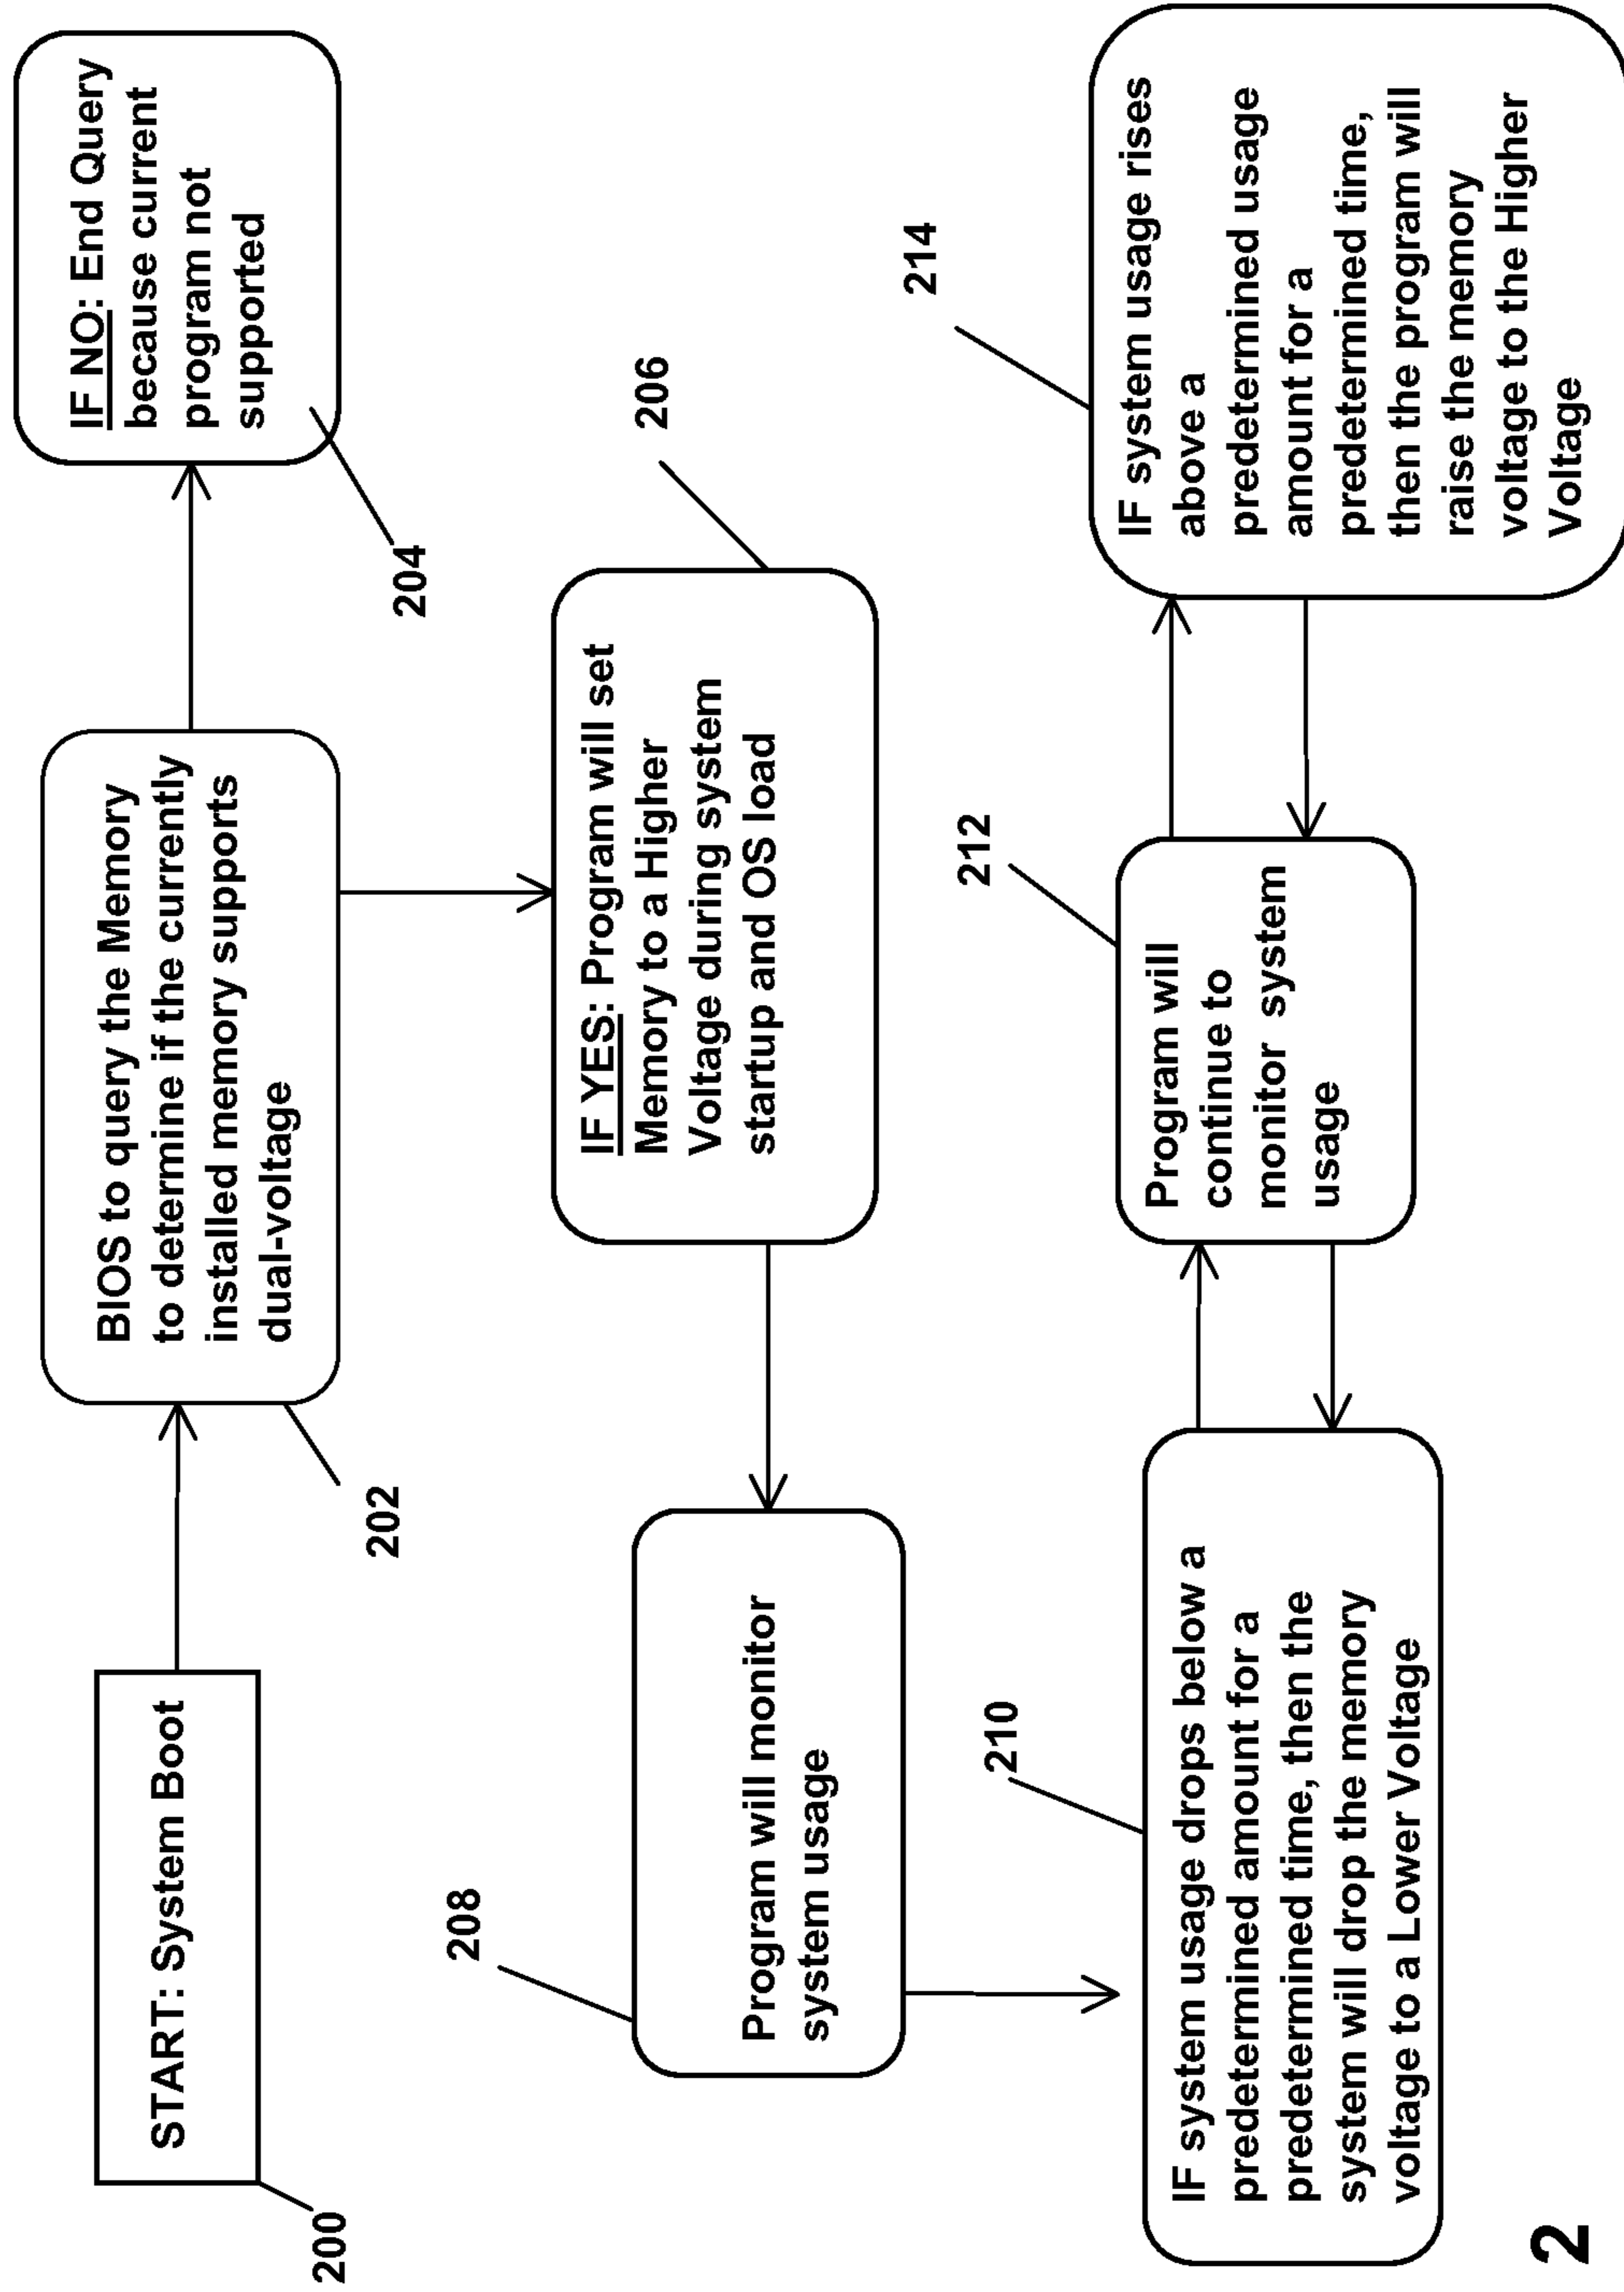 START: System Boot
200
BIOS to query the Memory
to determine if the currently
installed memory supports
dual-voltage
202
IF NO: End Query
because current
program not
supported
204
IF YES: Program will set
Memory to a Higher
Voltage during system
startup and OS load
206
Program will monitor
system usage
208
IF system usage drops below a
predetermined amount for a
predetermined time, then the
system will drop the memory
voltage to a Lower Voltage
210
Program will
continue to
monitor system
usage
212
IF system usage rises
above a
predetermined usage
amount for a
predetermined time,
then the program will
raise the memory
voltage to the Higher
Voltage
214
2